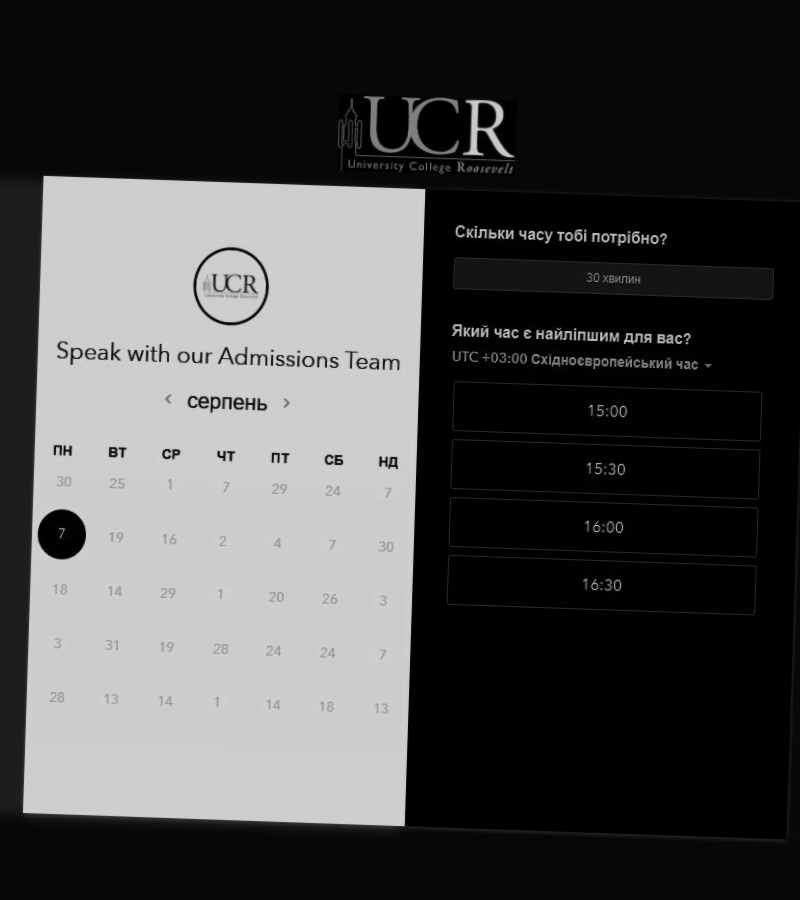 UCR
University College Roosevelt
UCR
Speak with our Admissions Team
серпень
ПН ВТ СР ЧТ ПТ СБ НД
30 25 1 7 29 24 7
7 19 16 2 4 7 30
18 14 29 1 20 26 3
3 31 19 28 24 24 7
28 13 14 1 14 18 13
Скільки часу тобі потрібно?
30 хвилин
Який час є найліпшим для вас?
UTC +03:00 Східноєвропейський час
15:00
15:30
16:00
16:30